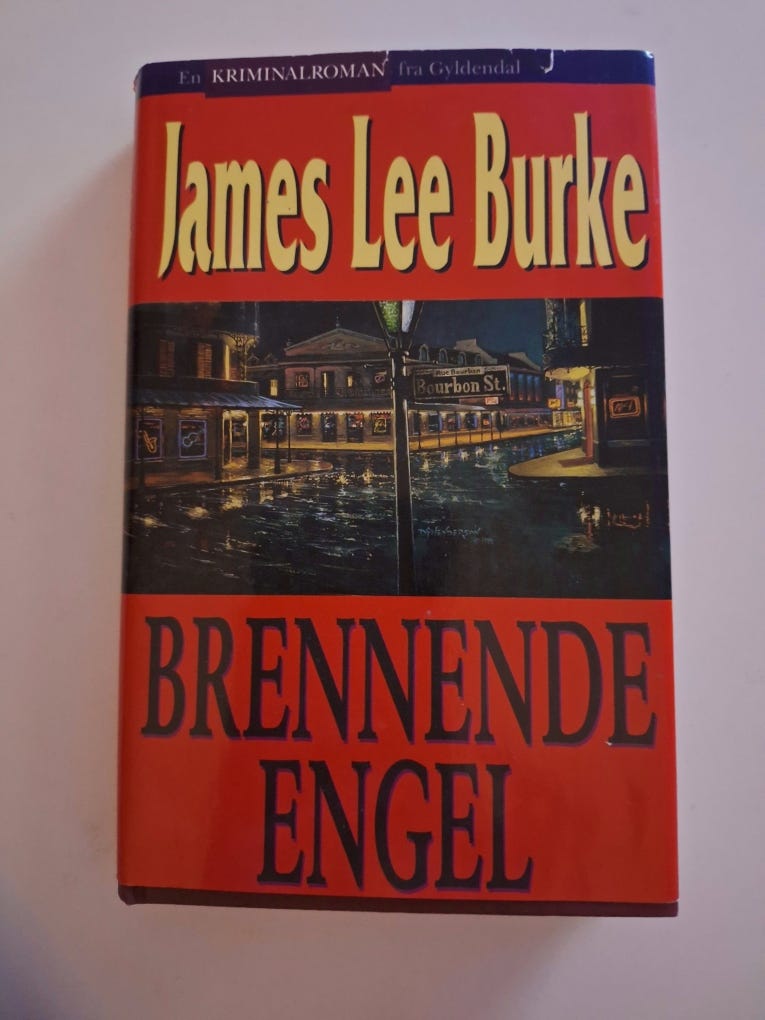 En KRIMINALROMAN fra Gyldendal
James Lee Burke
Rue Bourbon
Bourbon St.
BRENNENDE
ENGEL